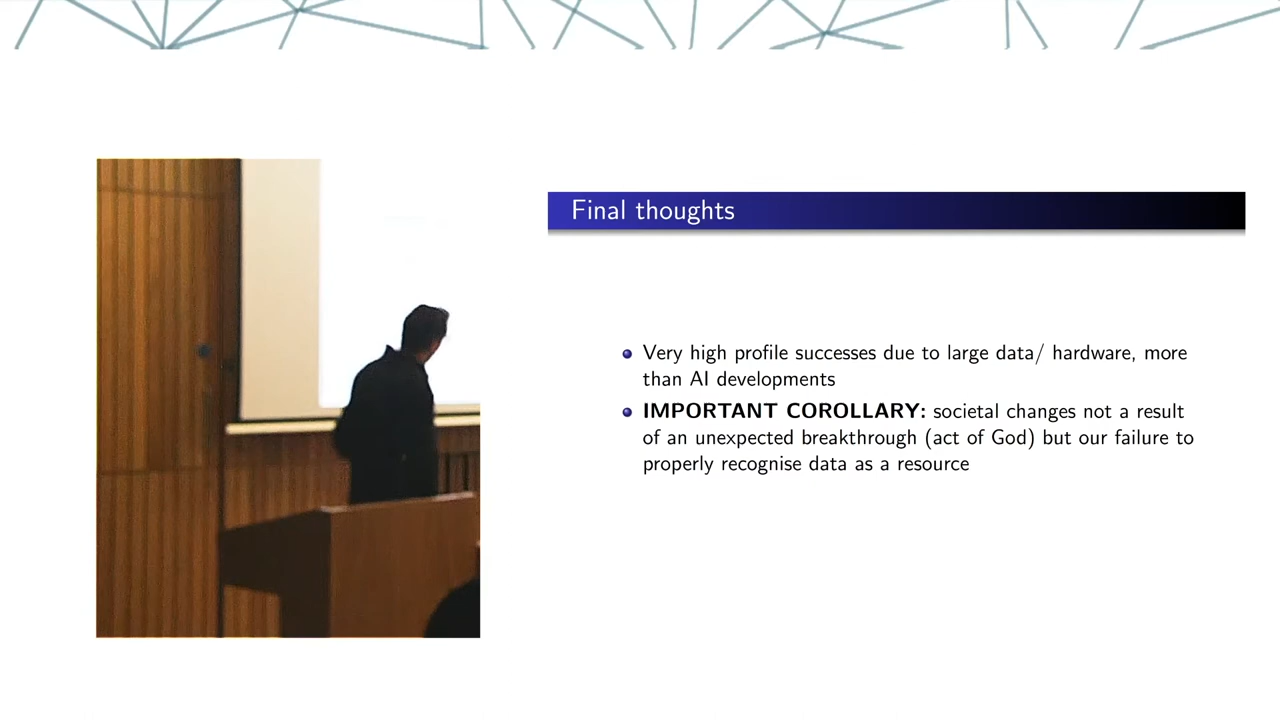 Final thoughts
Very high profile successes due to large data/ hardware, more
than AI developments
IMPORTANT COROLLARY: societal changes not a result
of an unexpected breakthrough (act of God) but our failure to
properly recognise data as a resource